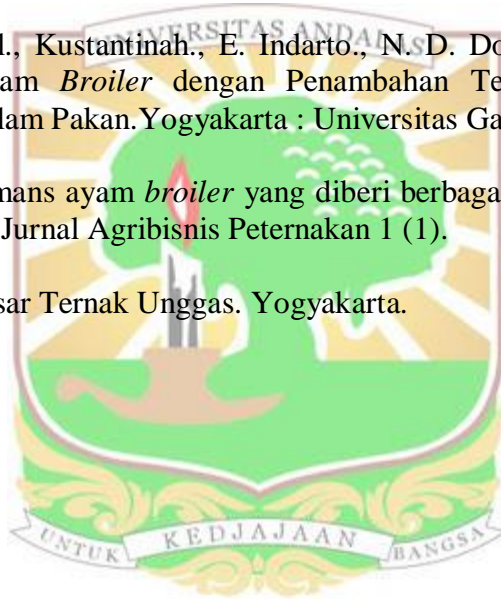 UNIVERSITAS ANDALAS
l., Kustantinah., E. Indarto., N. D. Do
am Broiler dengan Penambahan Te
lam Pakan.Yogyakarta : Universitas Ga
mans ayam broiler yang diberi berbaga
Jurnal Agribisnis Peternakan 1 (1).
sar Ternak Unggas. Yogyakarta.
UNTUK KEDJAJAAN BANGSA